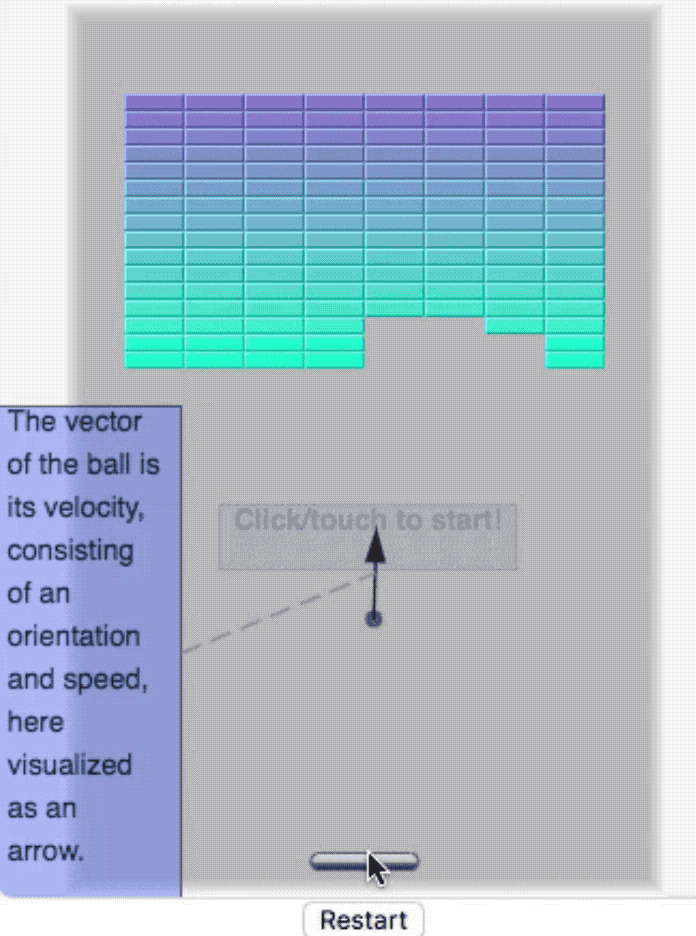 The vector
of the ball is
its velocity,
consisting
of an
orientation
and speed,
here
visualized
as an
arrow.
Click/touch to start!
Restart